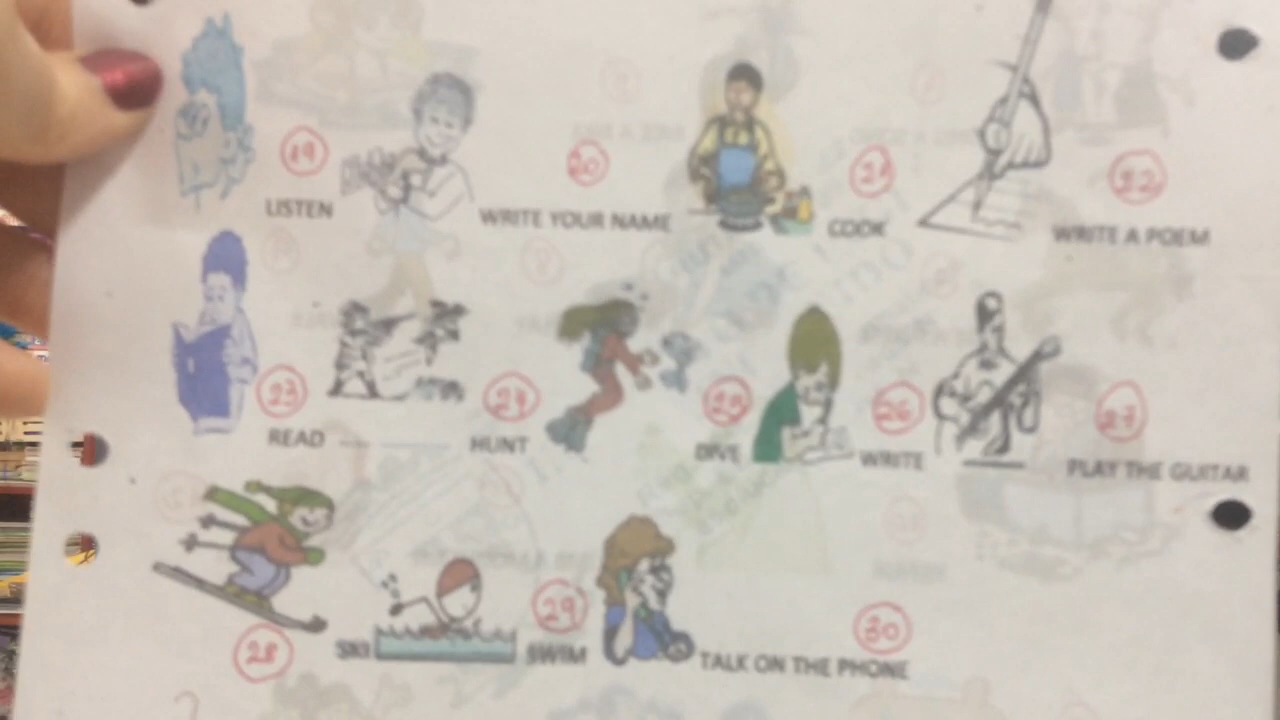 19 20 21 22
LISTEN WRITE YOUR NAME COOK WRITE A POEM
23 24 25 26 27
READ HUNT DIVE WRITE PLAY THE GUITAR
28 29 30
SKI SWIM TALK ON THE PHONE